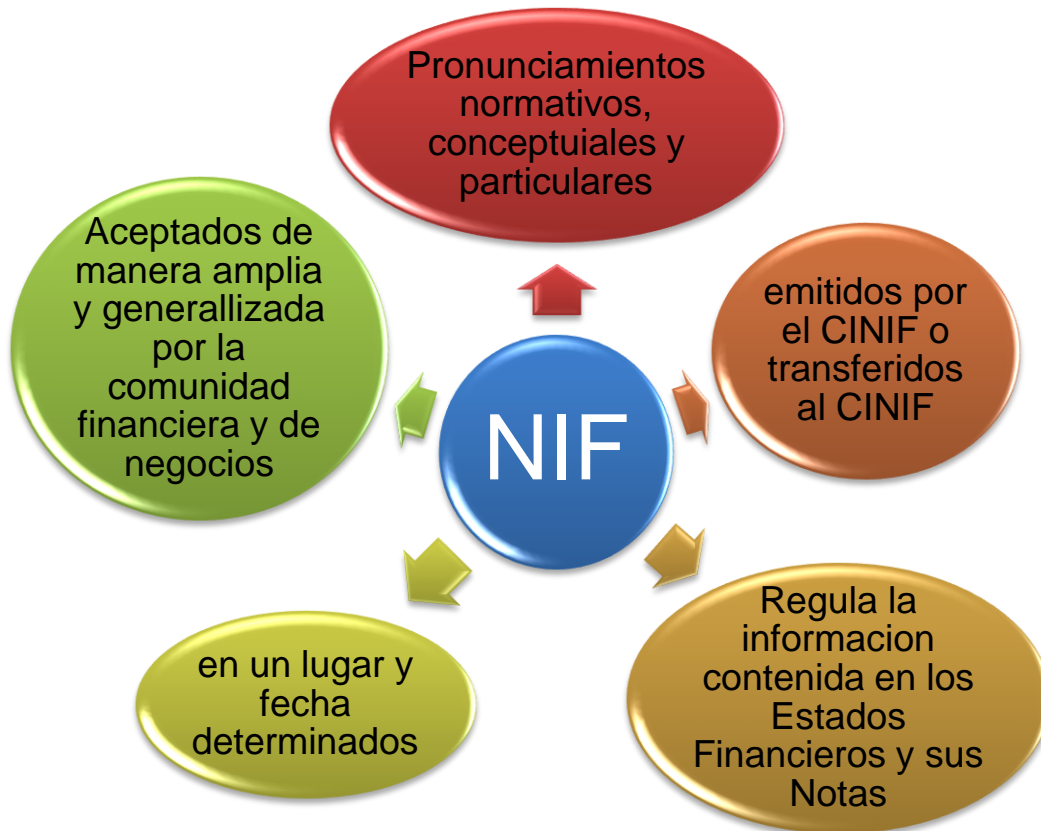 Pronunciamientos
normativos,
conceptuiales y
particulares
emitidos por
el CINIF o
transferidos
al CINIF
Regula la
informacion
contenida en los
Estados
Financieros y sus
Notas
en un lugar y
fecha
determinados
Aceptados de
manera amplia
y generallizada
por la
comunidad
financiera y de
negocios
NIF